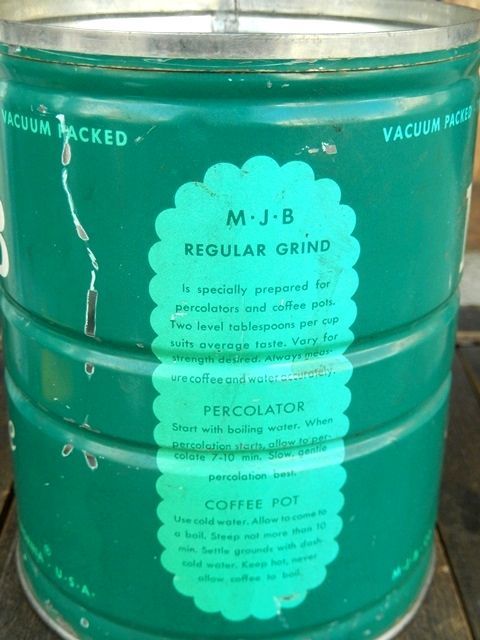 VACUUM PACKED
VACUUM PACKED
M·J·B
REGULAR GRIND
Is specially prepared for
percolators and coffee pots.
Two level tablespoons per cup
suits average taste. Vary for
strength desired. Always meas-
ure coffee and water accurately.
PERCOLATOR
Start with boiling water. When
percolation starts, allow to per-
colate 7-10 min. Slow, gentle
percolation best.
COFFEE POT
Use cold water. Allow to come to
a boil. Steep not more than 10
min. Settle grounds with dash
cold water. Keep hot, never
allow coffee to boil.
U.S.A.
M·J·B